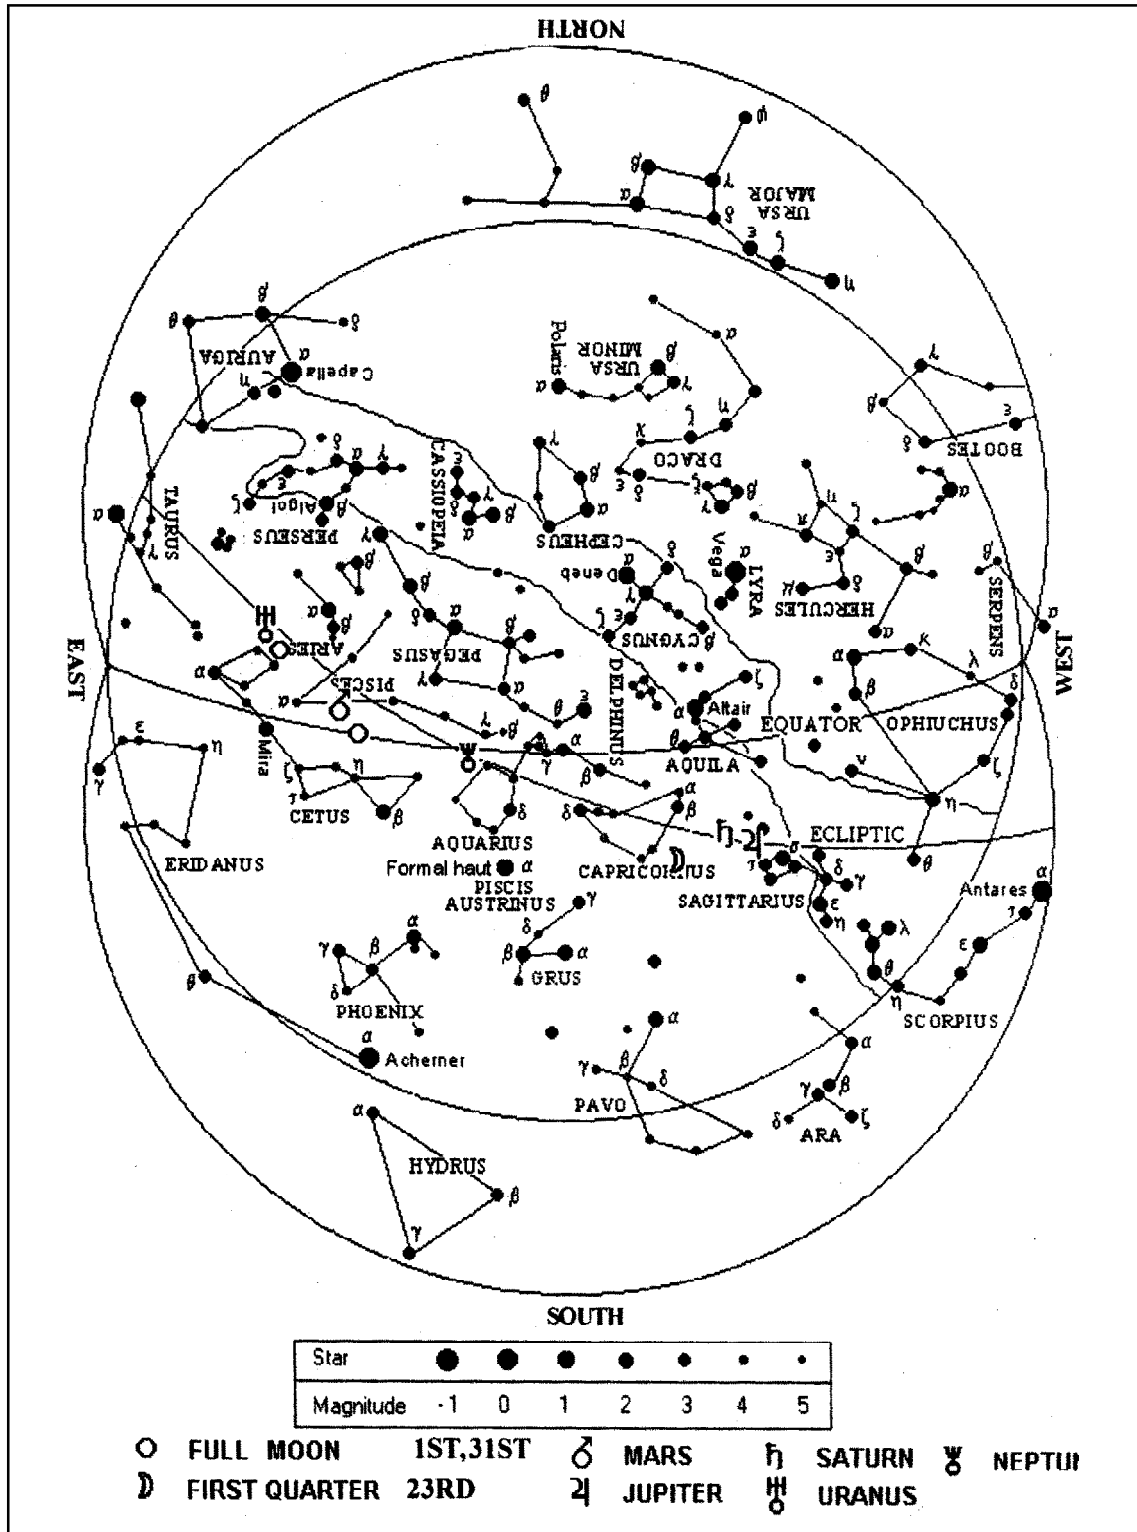 NORTH
URSA MAJOR
AURIGA
Capella
Polaris
URSA MINOR
BOOTES
DRACO
CASSIOPEIA
TAURUS
Algol
PERSEUS
CEPHEUS
Deneb
Vega
LYRA
HERCULES
SERPENS
CYGNUS
ARIES
PEGASUS
DELPHINUS
EAST
WEST
PISCES
Altair
EQUATOR
OPHIUCHUS
Mira
AQUILA
CETUS
AQUARIUS
ECLIPTIC
ERIDANUS
Formal haut
PISCIS AUSTRINUS
CAPRICORNIUS
SAGITTARIUS
Antares
GRUS
PHOENIX
SCORPIUS
Acherner
PAVO
ARA
HYDRUS
SOUTH
Star
Magnitude -1 0 1 2 3 4 5
FULL MOON 1ST,31ST ♂ MARS ♄ SATURN NEPTUN
FIRST QUARTER 23RD ♃ JUPITER URANUS